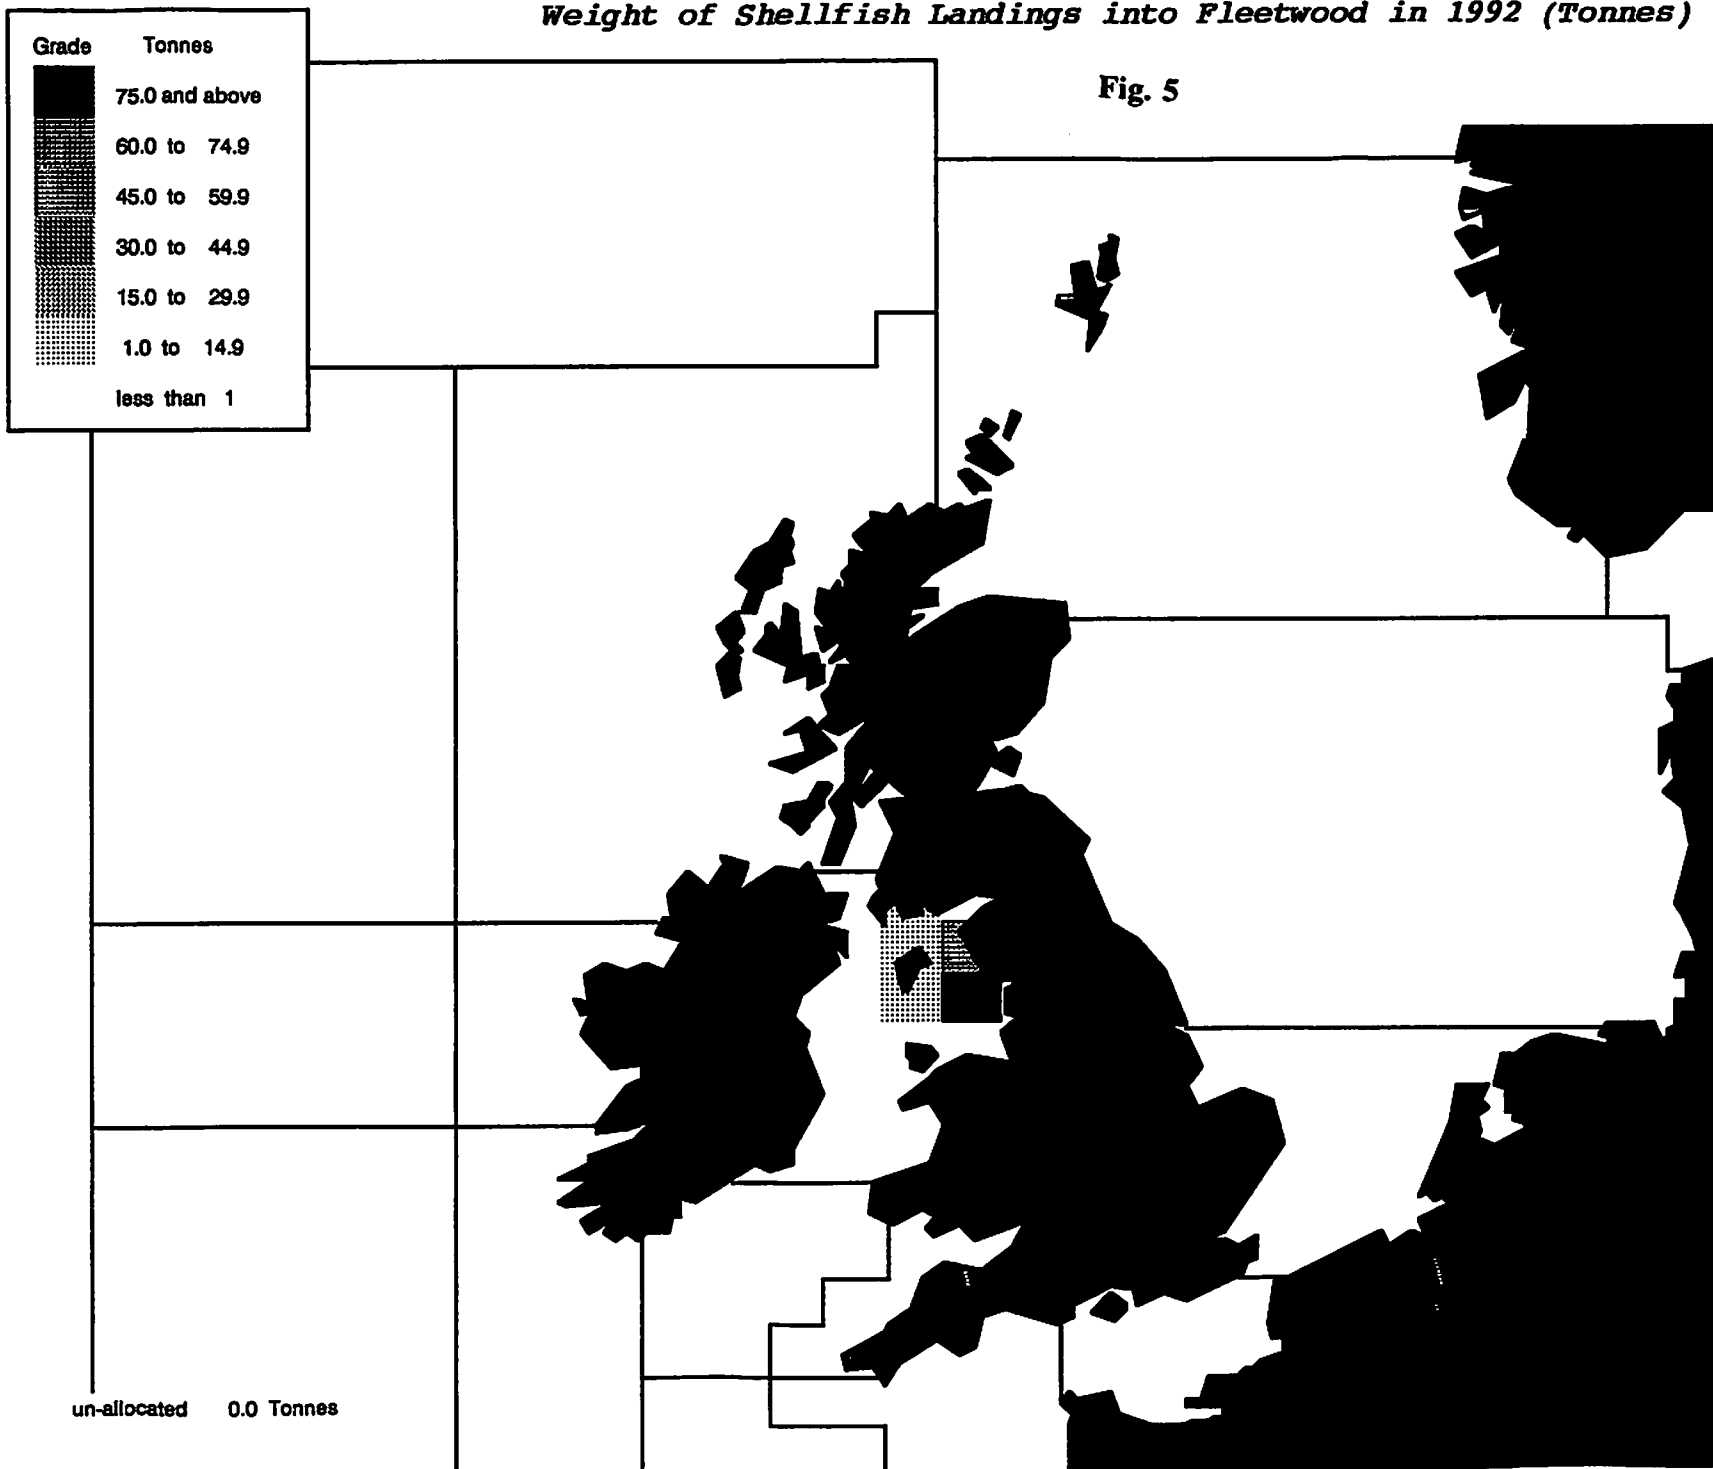 Weight of Shellfish Landings into Fleetwood in 1992 (Tonnes)
Fig. 5
Grade Tonnes
75.0 and above
60.0 to 74.9
45.0 to 59.9
30.0 to 44.9
15.0 to 29.9
1.0 to 14.9
less than 1
un-allocated 0.0 Tonnes